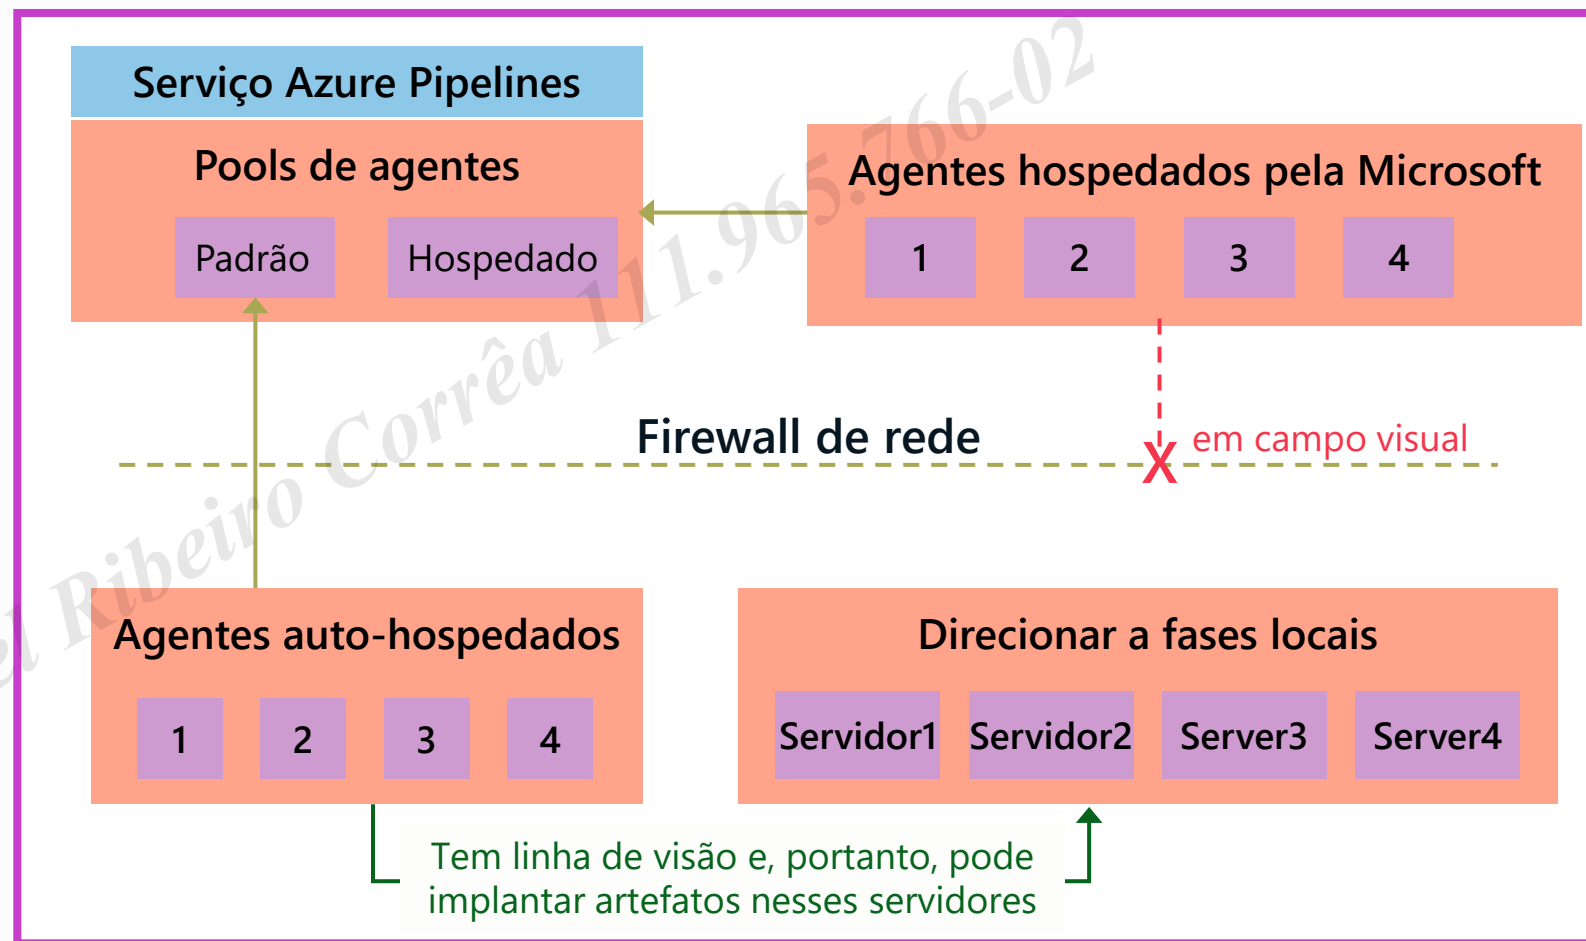 Serviço Azure Pipelines
Pools de agentes
Padrão
Hospedado
Agentes hospedados pela Microsoft
1
2
3
4
Firewall de rede
X
em campo visual
Agentes auto-hospedados
1
2
3
4
Direcionar a fases locais
Servidor1
Servidor2
Server3
Server4
Tem linha de visão e, portanto, pode
implantar artefatos nesses servidores
el Ribeiro Corrêa 111.965.766-02